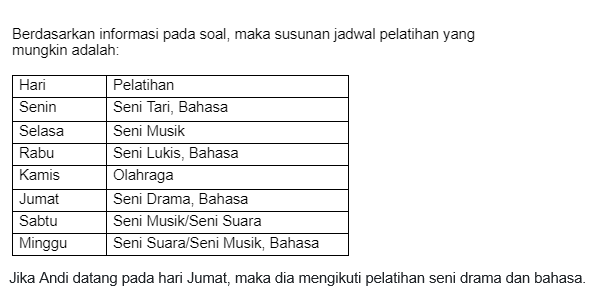 Berdasarkan informasi pada soal, maka susunan jadwal pelatihan yang
mungkin adalah:
Hari Pelatihan
Senin Seni Tari, Bahasa
Selasa Seni Musik
Rabu Seni Lukis, Bahasa
Kamis Olahraga
Jumat Seni Drama, Bahasa
Sabtu Seni Musik/Seni Suara
Minggu Seni Suara/Seni Musik, Bahasa
Jika Andi datang pada hari Jumat, maka dia mengikuti pelatihan seni drama dan bahasa.